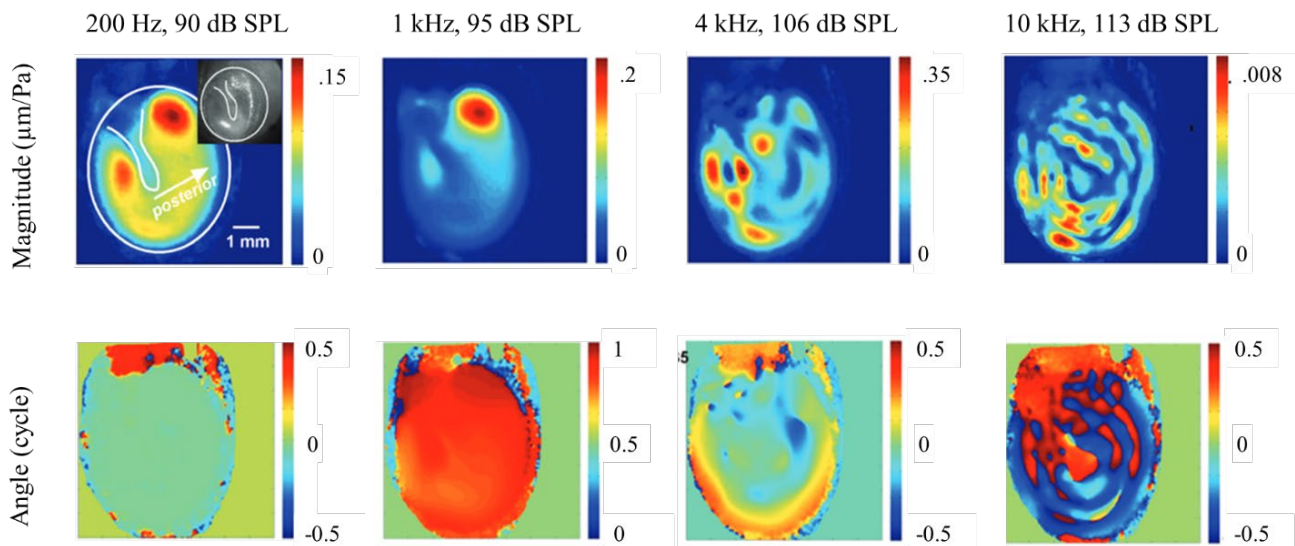 200 Hz, 90 dB SPL
1 kHz, 95 dB SPL
4 kHz, 106 dB SPL
10 kHz, 113 dB SPL
Magnitude (μm/Pa)
.15
0
posterior
1 mm
.2
0
.35
0
.008
0
Angle (cycle)
0.5
0
-0.5
1
0.5
0
35
0.5
0
-0.5
0.5
0
-0.5